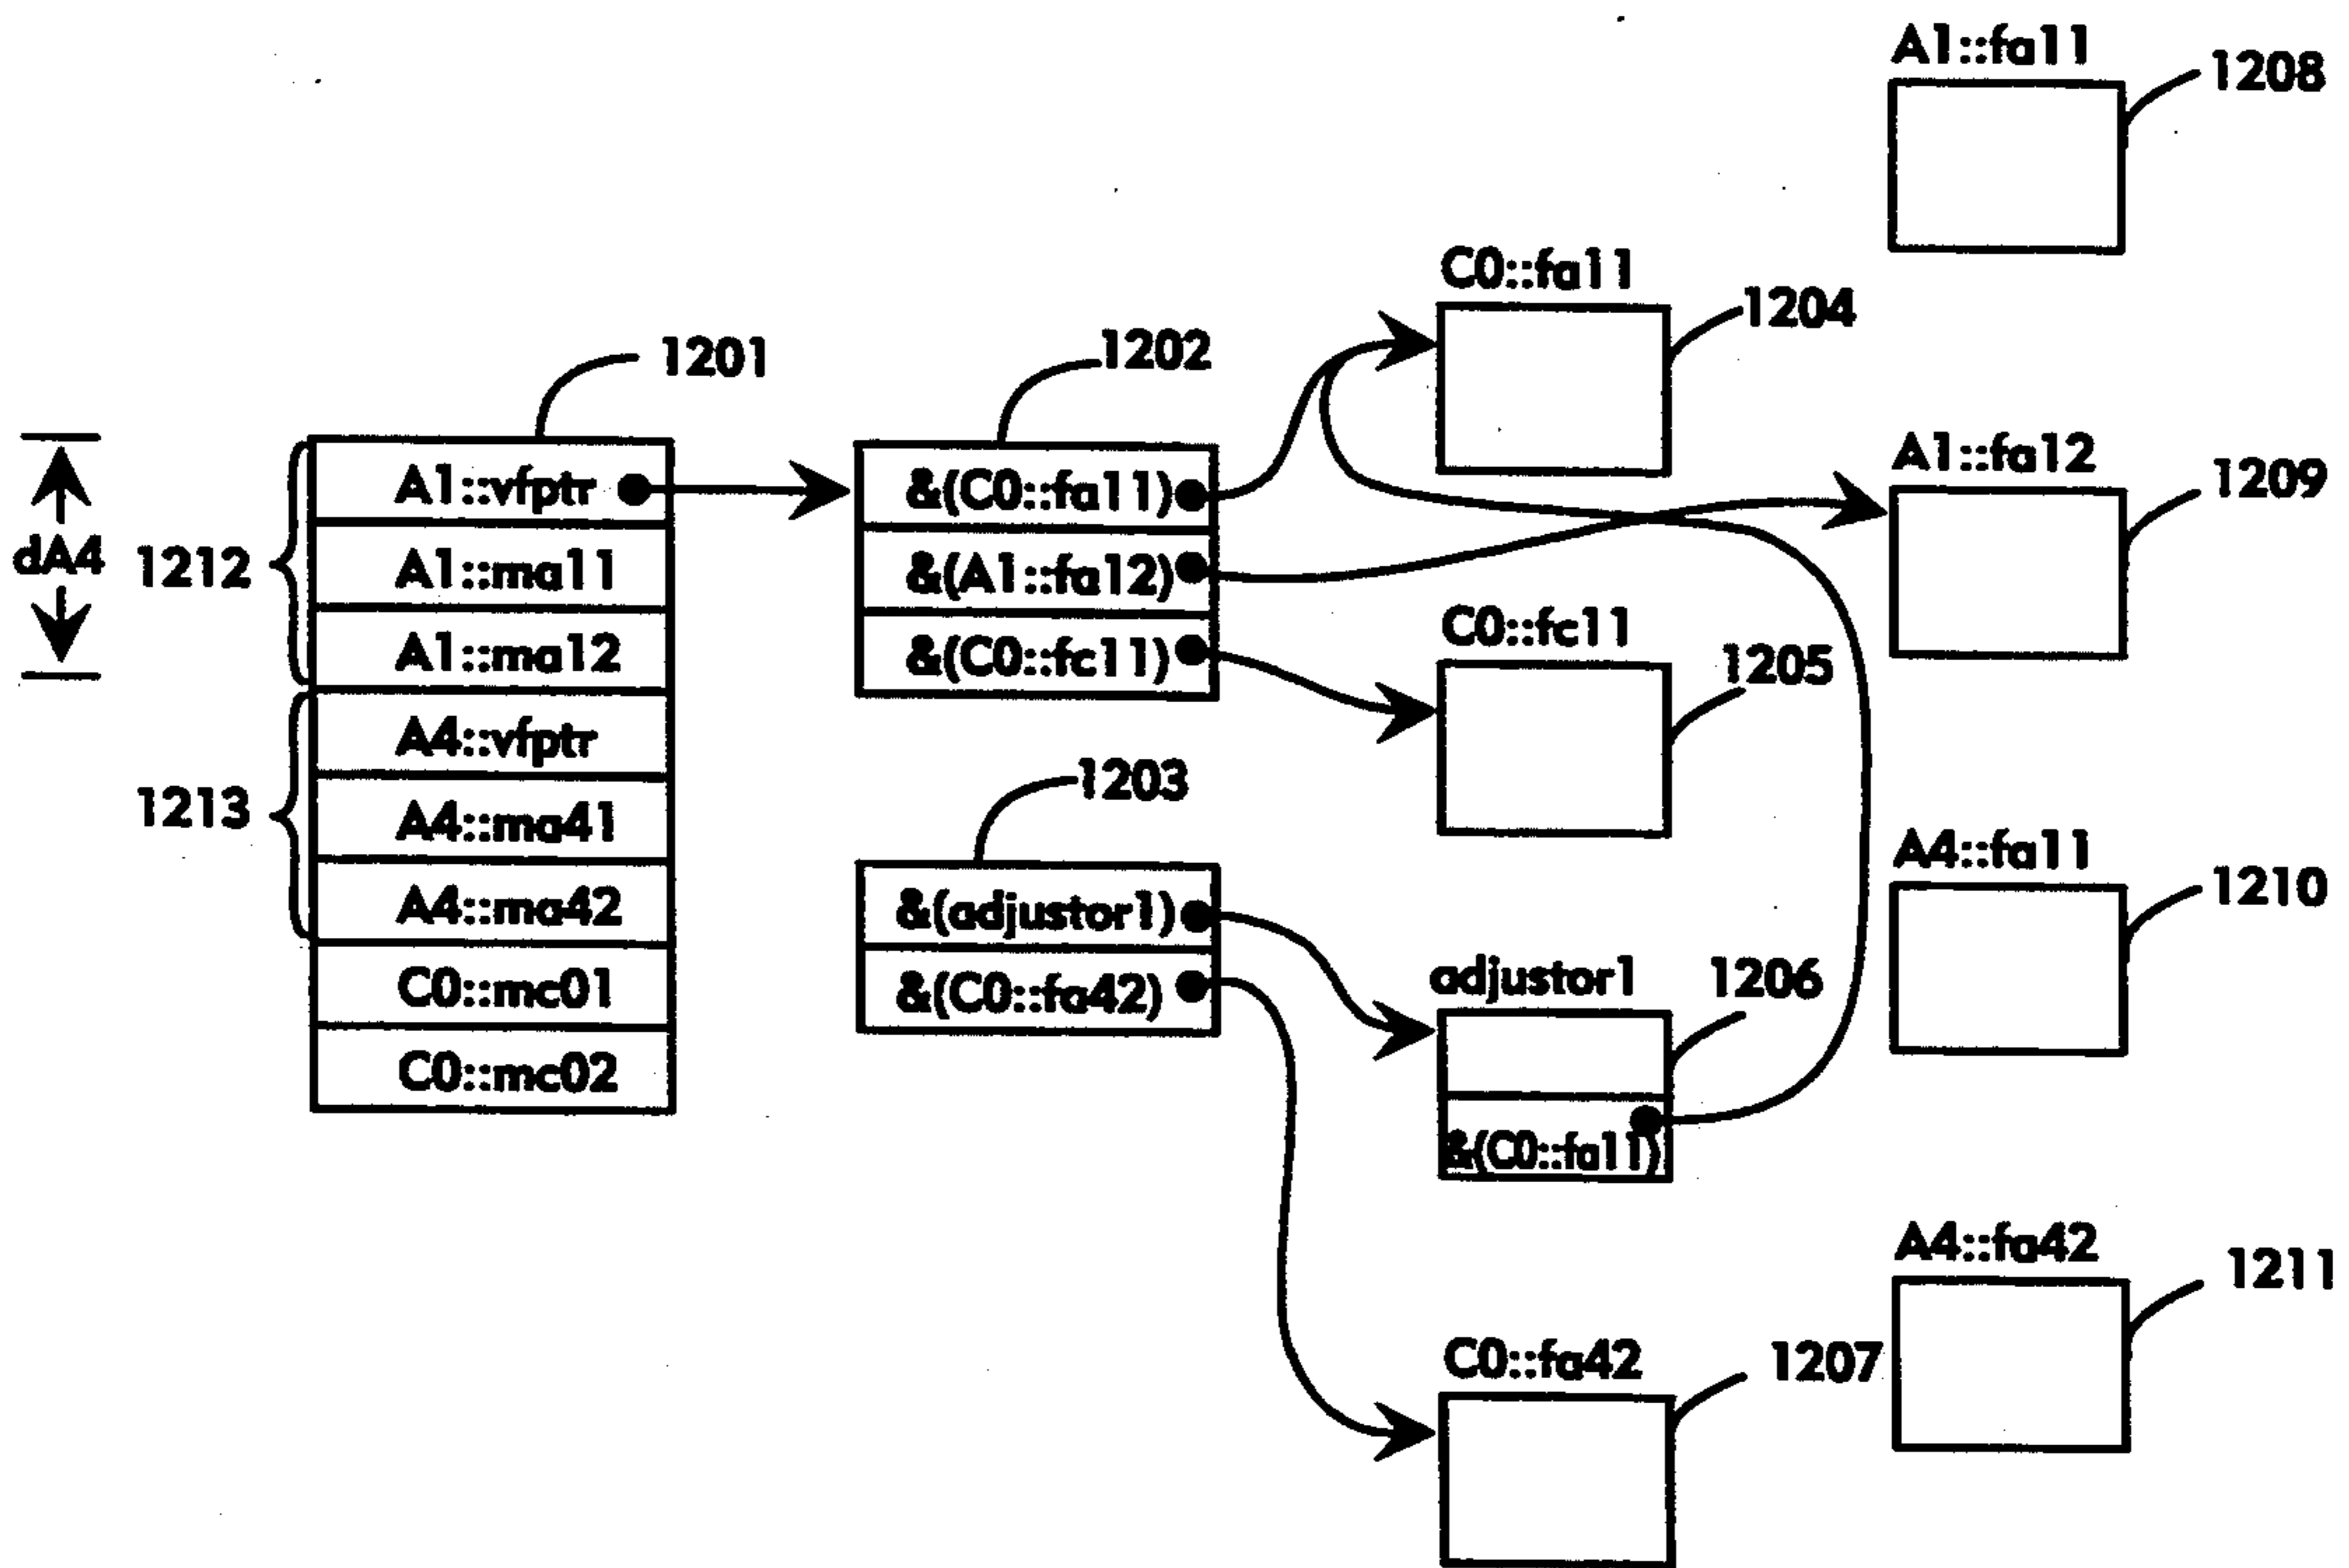 A1::fa11
1208
C0::fa11
1204
1201
1202
A1::fa12
1209
dA4
1212
A1::vfptr
A1::ma11
A1::ma12
&(C0::fa11)
&(A1::fa12)
&(C0::fc11)
C0::fc11
1205
1213
A4::vfptr
A4::ma41
A4::ma42
C0::mc01
C0::mc02
1203
&(adjustor1)
&(C0::fa42)
A4::fa11
1210
adjustor1
1206
&(C0::fa11)
A4::fa42
1211
C0::fa42
1207